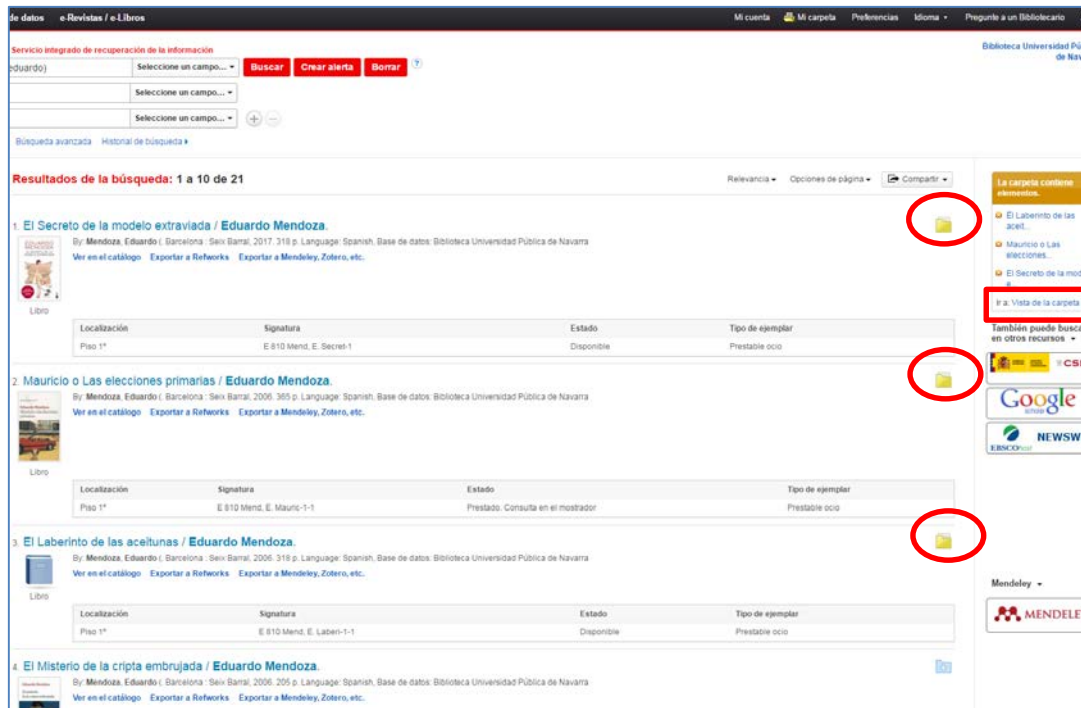 de datos e-Revistas / e-Libros Mi cuenta Mi carpeta Preferencias Idioma Pregunte a un Bibliotecario
Servicio integrado de recuperación de la información
Biblioteca Universidad Pú
de Nav
eduardo) Seleccione un campo... Buscar Crear alerta Borrar ?
Seleccione un campo...
Seleccione un campo...
Búsqueda avanzada Historial de búsqueda
Resultados de la búsqueda: 1 a 10 de 21 Relevancia Opciones de página Compartir
1. El Secreto de la modelo extraviada / Eduardo Mendoza.
By: Mendoza, Eduardo (. Barcelona : Seix Barral, 2017. 318 p. Language: Spanish, Base de datos: Biblioteca Universidad Pública de Navarra
Ver en el catálogo Exportar a Refworks Exportar a Mendeley, Zotero, etc.
Libro
Localización Signatura Estado Tipo de ejemplar
Piso 1º E 810 Mend, E. Secret-1 Disponible Prestable ocio
2. Mauricio o Las elecciones primarias / Eduardo Mendoza.
By: Mendoza, Eduardo (. Barcelona : Seix Barral, 2006. 365 p. Language: Spanish, Base de datos: Biblioteca Universidad Pública de Navarra
Ver en el catálogo Exportar a Refworks Exportar a Mendeley, Zotero, etc.
Libro
Localización Signatura Estado Tipo de ejemplar
Piso 1º E 810 Mend, E. Mauric-1-1 Prestado. Consulta en el mostrador Prestable ocio
3. El Laberinto de las aceitunas / Eduardo Mendoza.
By: Mendoza, Eduardo (. Barcelona : Seix Barral, 2006. 318 p. Language: Spanish, Base de datos: Biblioteca Universidad Pública de Navarra
Ver en el catálogo Exportar a Refworks Exportar a Mendeley, Zotero, etc.
Libro
Localización Signatura Estado Tipo de ejemplar
Piso 1º E 810 Mend, E. Laberi-1-1 Disponible Prestable ocio
4. El Misterio de la cripta embrujada / Eduardo Mendoza.
By: Mendoza, Eduardo (. Barcelona : Seix Barral, 2006. 205 p. Language: Spanish, Base de datos: Biblioteca Universidad Pública de Navarra
Ver en el catálogo Exportar a Refworks Exportar a Mendeley, Zotero, etc.
La carpeta contiene
elementos.
El Laberinto de las
aceit...
Mauricio o Las
elecciones...
El Secreto de la mod
a...
Ir a: Vista de la carpeta
También puede busca
en otros recursos
CSI
Google
EBSCO NEWSW
Mendeley
MENDELE